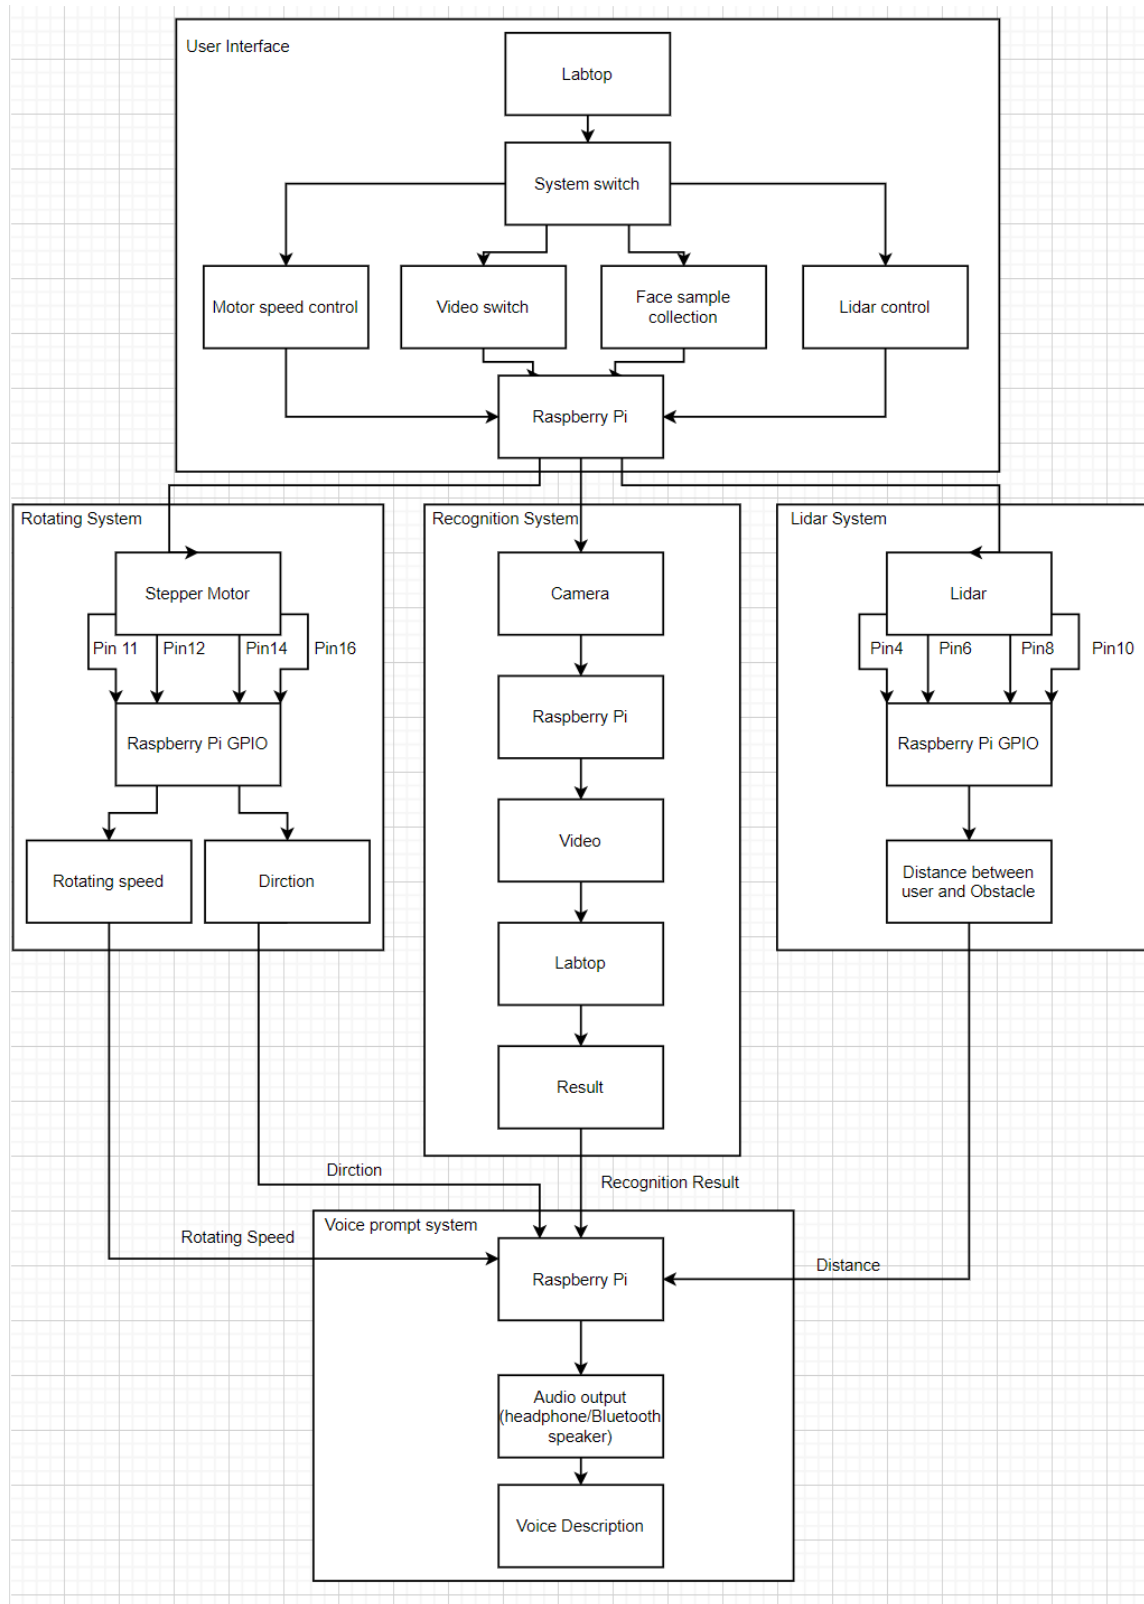 User Interface
Labtop
System switch
Motor speed control
Video switch
Face sample
collection
Lidar control
Raspberry Pi
Rotating System
Recognition System
Lidar System
Stepper Motor
Camera
Lidar
Pin 11
Pin12
Pin14
Pin16
Pin4
Pin6
Pin8
Pin10
Raspberry Pi GPIO
Raspberry Pi
Raspberry Pi GPIO
Rotating speed
Dirction
Video
Distance between
user and Obstacle
Labtop
Result
Dirction
Recognition Result
Voice prompt system
Rotating Speed
Raspberry Pi
Distance
Audio output
(headphone/Bluetooth
speaker)
Voice Description